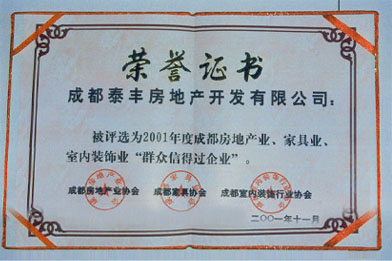 荣誉证书
成都泰丰房地产开发有限公司：
被评选为2001年度成都房地产业、家具业、
室内装饰业“群众信得过企业”。
成都房地产业协会 成都家具协会 成都室内装饰行业协会
二○○一年十一月